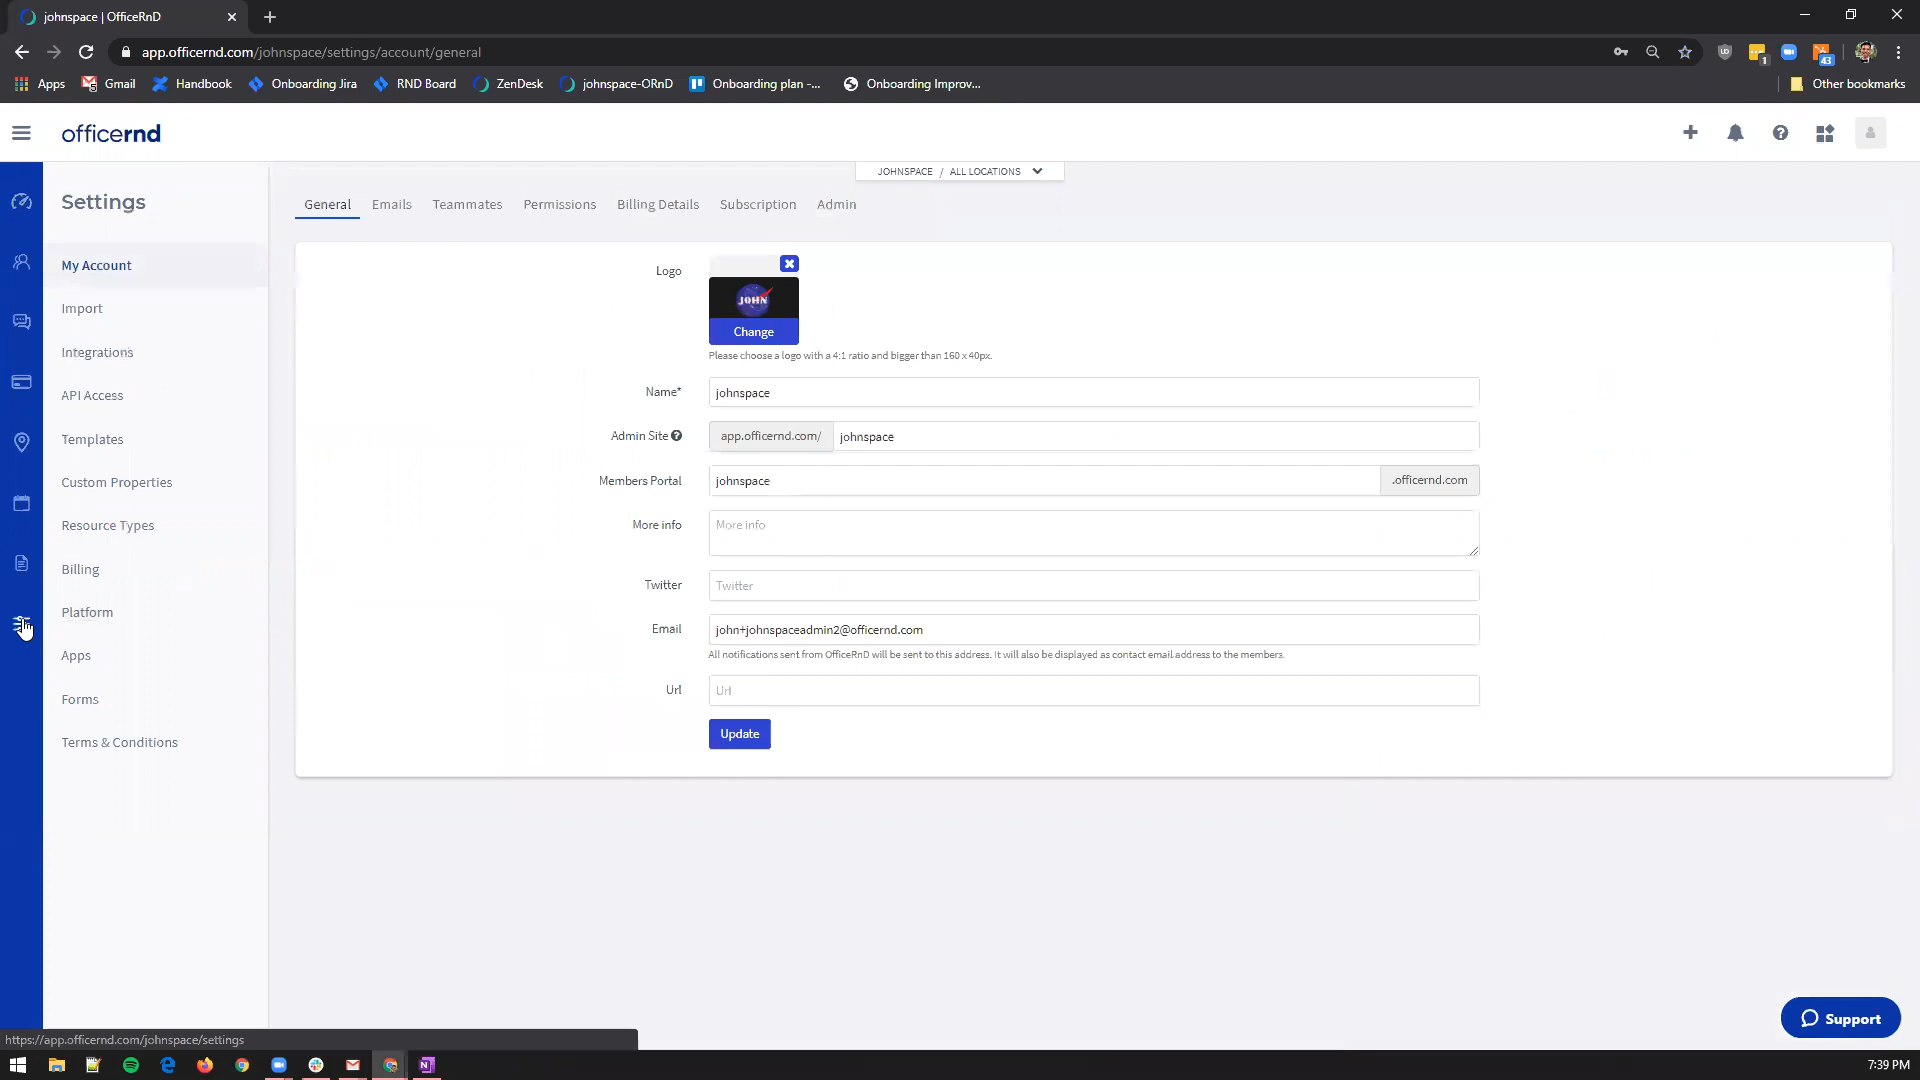 johnspace | OfficeRnD
app.officernd.com/johnspace/settings/account/general
1
43
Apps
Gmail
Handbook
Onboarding Jira
RND Board
ZenDesk
johnspace-ORnD
Onboarding plan -...
Onboarding Improv...
Other bookmarks
officernd
JOHNSPACE / ALL LOCATIONS
Settings
General
Emails
Teammates
Permissions
Billing Details
Subscription
Admin
My Account
Import
Integrations
API Access
Templates
Custom Properties
Resource Types
Billing
Platform
Apps
Forms
Terms & Conditions
Logo
JOHN
Change
Please choose a logo with a 4:1 ratio and bigger than 160 x 40px.
Name*
johnspace
Admin Site
app.officernd.com/
johnspace
Members Portal
johnspace
.officernd.com
More info
More info
Twitter
Twitter
Email
john+johnspaceadmin2@officernd.com
All notifications sent from OfficeRnD will be sent to this address. It will also be displayed as contact email address to the members.
Url
Url
Update
Support
https://app.officernd.com/johnspace/settings
7:39 PM